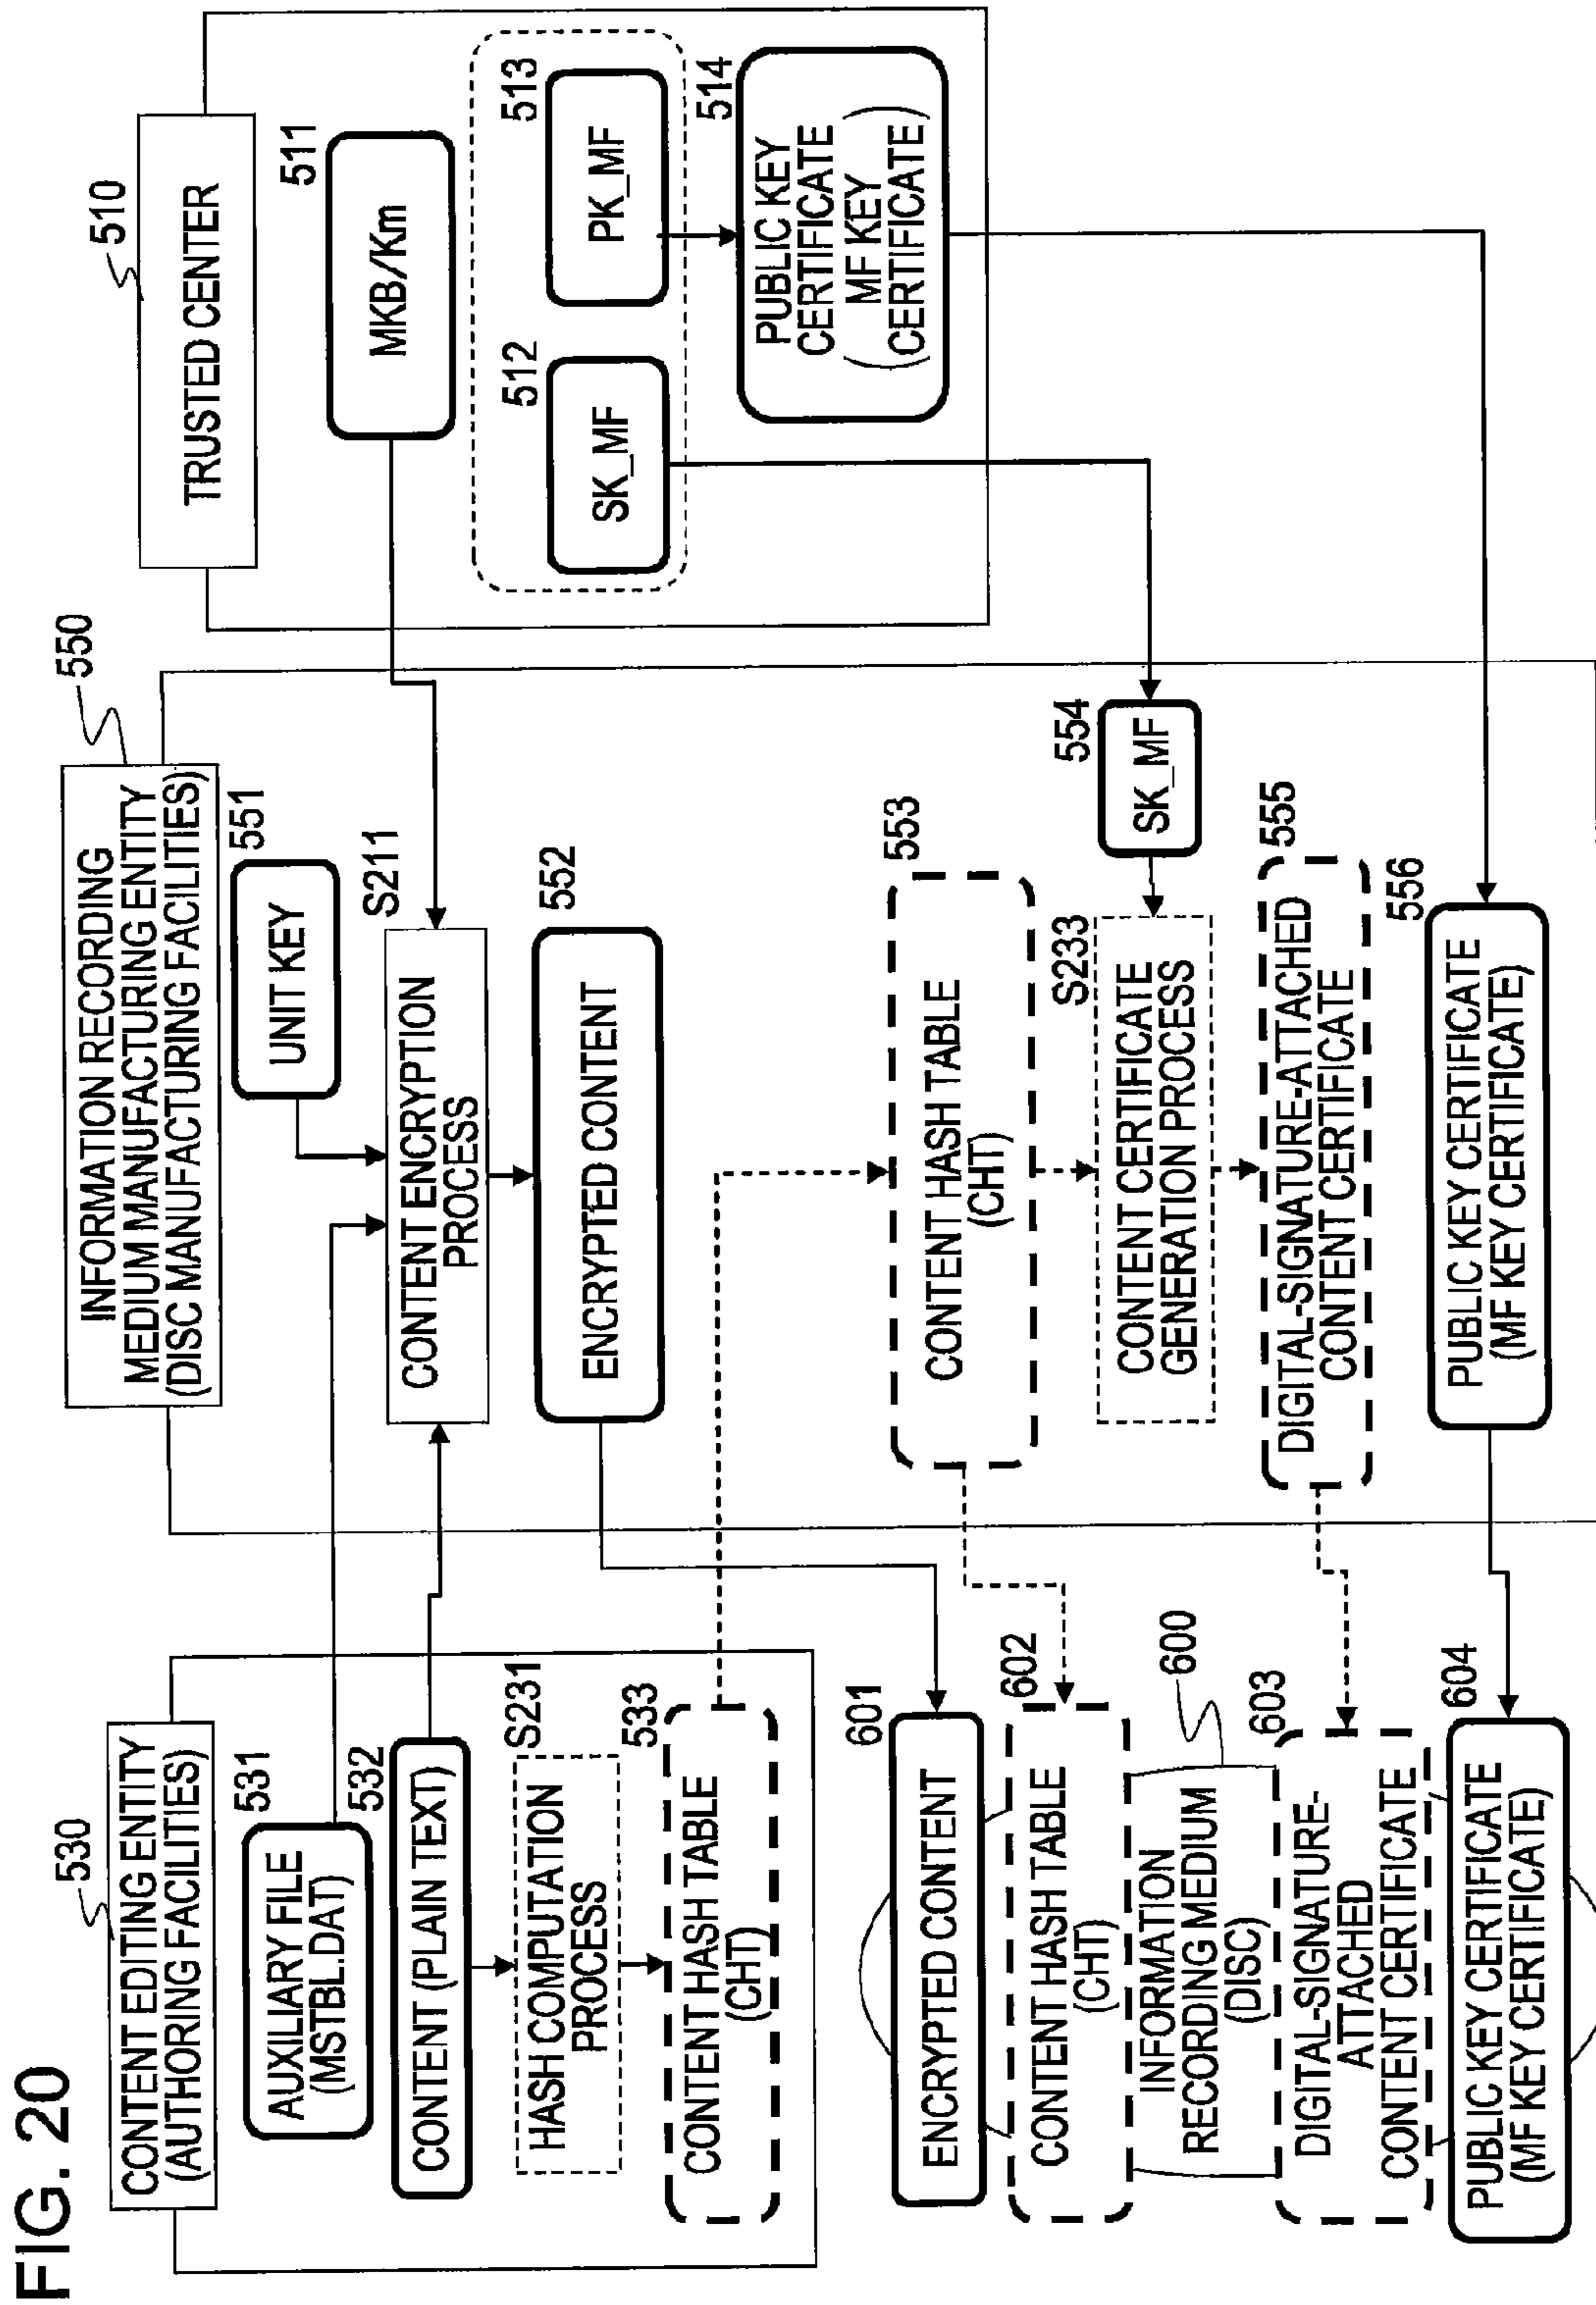 FIG. 20
530
CONTENT EDITING ENTITY
(AUTHORING FACILITIES)
531
AUXILIARY FILE
(MSTBL.DAT)
532
CONTENT (PLAIN TEXT)
S231
HASH COMPUTATION
PROCESS
533
CONTENT HASH TABLE
(CHT)
550
INFORMATION RECORDING
MEDIUM MANUFACTURING ENTITY
(DISC MANUFACTURING FACILITIES)
551
UNIT KEY
S211
CONTENT ENCRYPTION
PROCESS
552
ENCRYPTED CONTENT
553
CONTENT HASH TABLE
(CHT)
554
SK_MF
S233
CONTENT CERTIFICATE
GENERATION PROCESS
555
DIGITAL-SIGNATURE-ATTACHED
CONTENT CERTIFICATE
556
PUBLIC KEY CERTIFICATE
(MF KEY CERTIFICATE)
510
TRUSTED CENTER
511
MKB/Km
512
SK_MF
513
PK_MF
514
PUBLIC KEY
CERTIFICATE
(MF KEY
CERTIFICATE)
601
ENCRYPTED CONTENT
602
CONTENT HASH TABLE
(CHT)
600
INFORMATION
RECORDING MEDIUM
(DISC)
603
DIGITAL-SIGNATURE-
ATTACHED
CONTENT CERTIFICATE
604
PUBLIC KEY CERTIFICATE
(MF KEY CERTIFICATE)